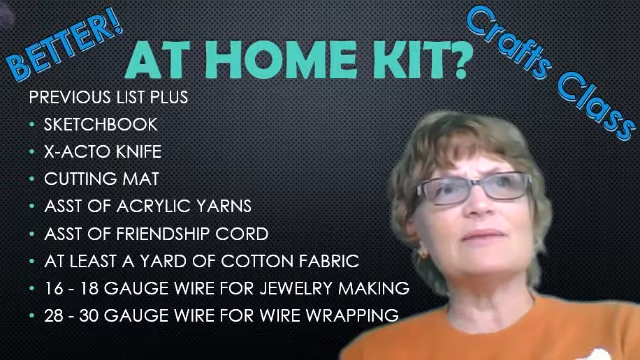 BETTER!
AT HOME KIT?
Crafts Class
PREVIOUS LIST PLUS
• SKETCHBOOK
• X-ACTO KNIFE
• CUTTING MAT
• ASST OF ACRYLIC YARNS
• ASST OF FRIENDSHIP CORD
• AT LEAST A YARD OF COTTON FABRIC
• 16 - 18 GAUGE WIRE FOR JEWELRY MAKING
• 28 - 30 GAUGE WIRE FOR WIRE WRAPPING